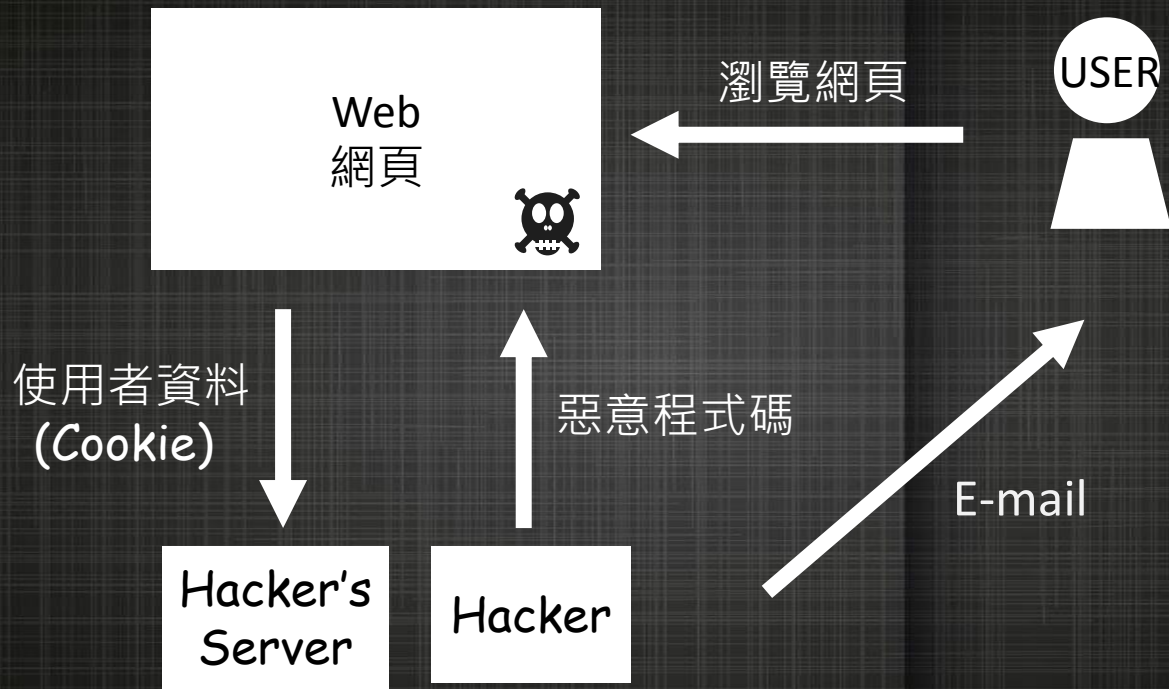 Web
網頁
瀏覽網頁
USER
使用者資料
(Cookie)
惡意程式碼
E-mail
Hacker's
Server
Hacker